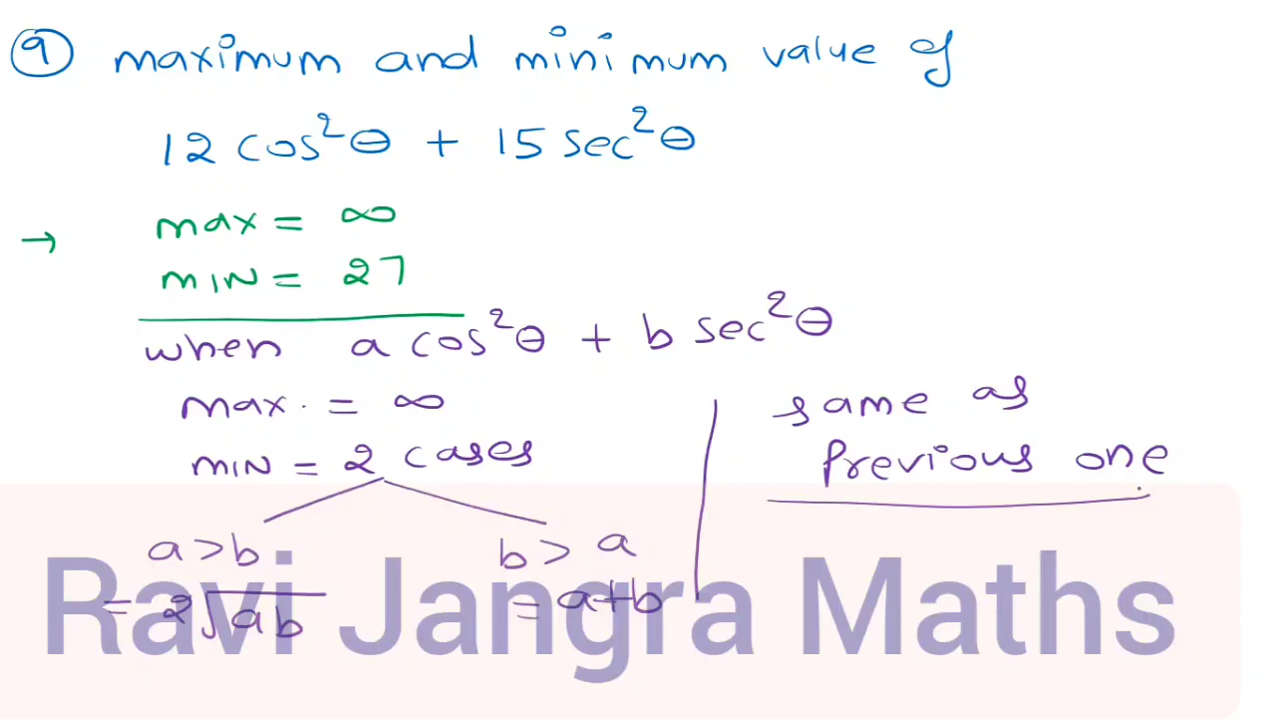 9 maximum and minimum value of
12 cos²θ + 15 sec²θ
→ max = ∞
min = 27
when a cos²θ + b sec²θ
max. = ∞
min = 2 cases
a > b
= 2√ab
b > a
= a+b
same as
previous one
Ravi Jangra Maths